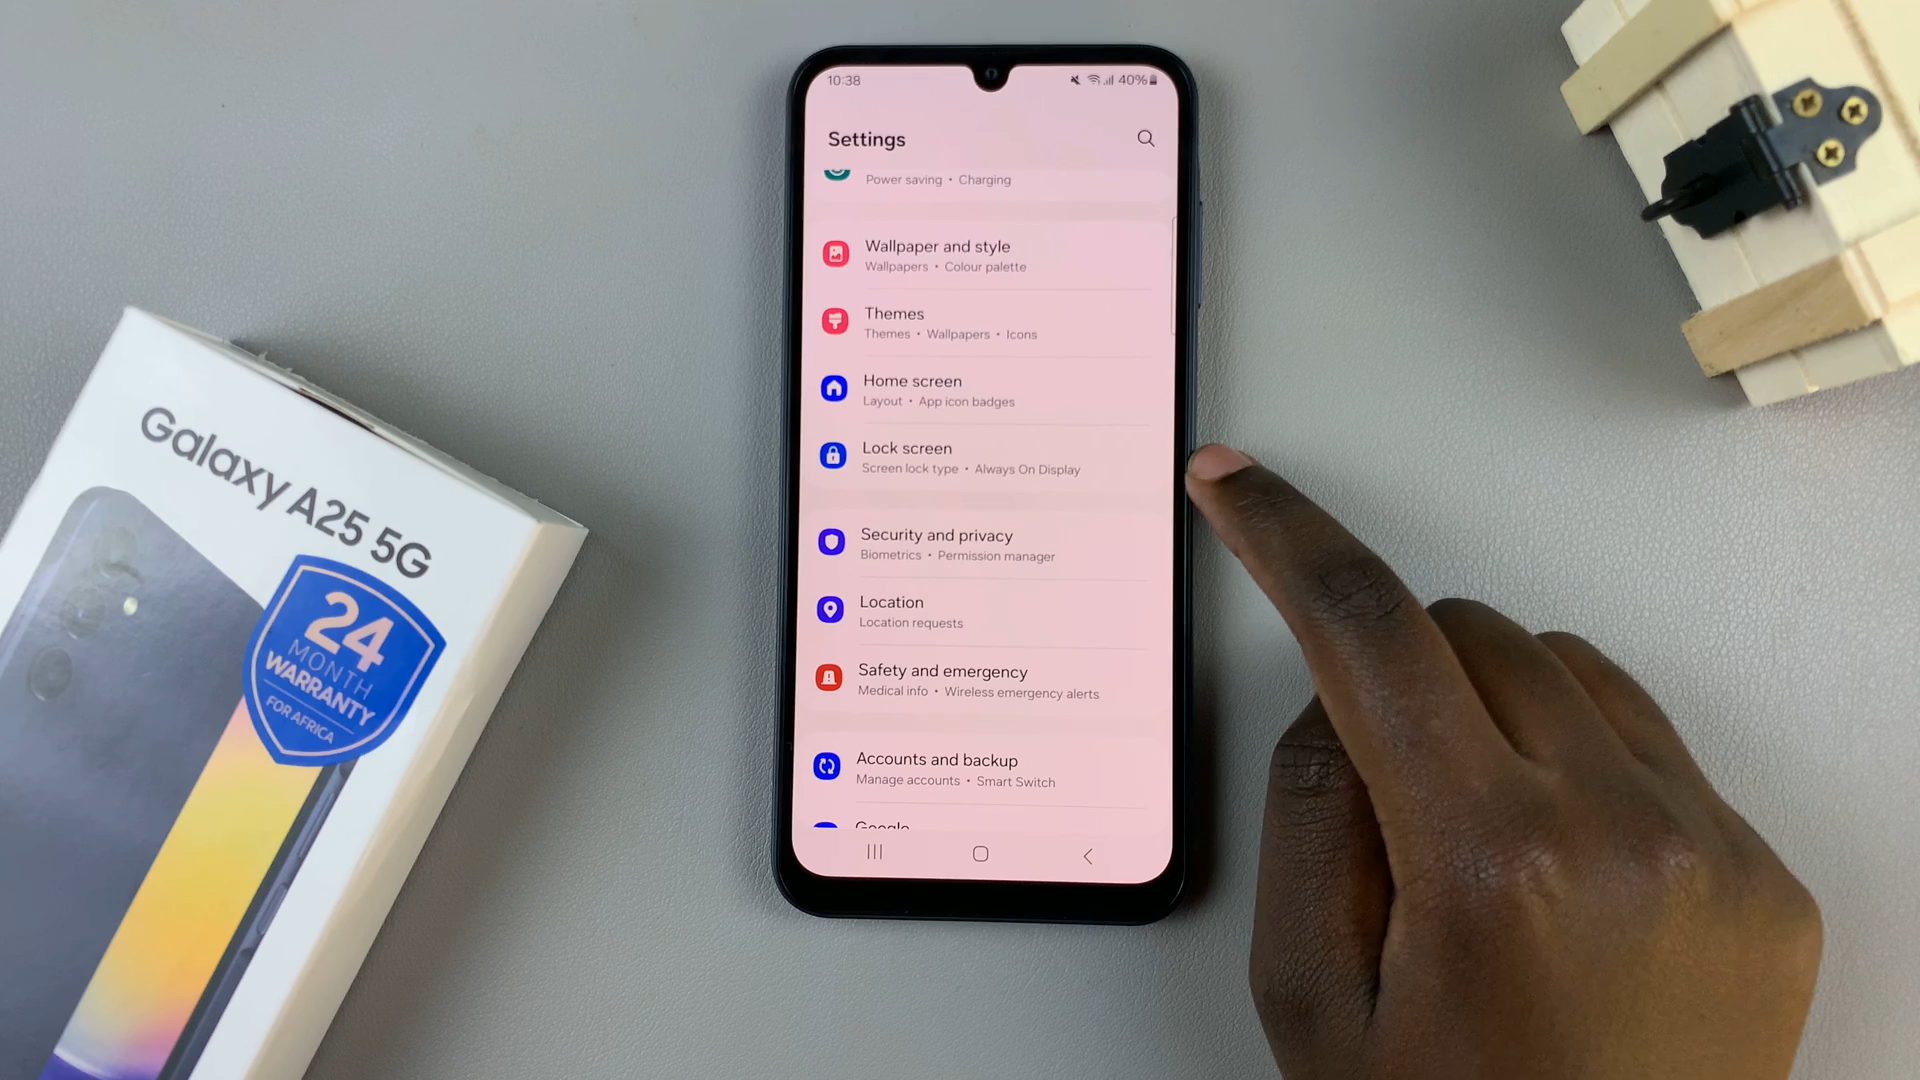 10:38
40%
Settings
Power saving • Charging
Wallpaper and style
Wallpapers • Colour palette
Themes
Themes • Wallpapers • Icons
Home screen
Layout • App icon badges
Lock screen
Screen lock type • Always On Display
Security and privacy
Biometrics • Permission manager
Location
Location requests
Safety and emergency
Medical info • Wireless emergency alerts
Accounts and backup
Manage accounts • Smart Switch
Google
Galaxy A25 5G
24
MONTH
WARRANTY
FOR AFRICA